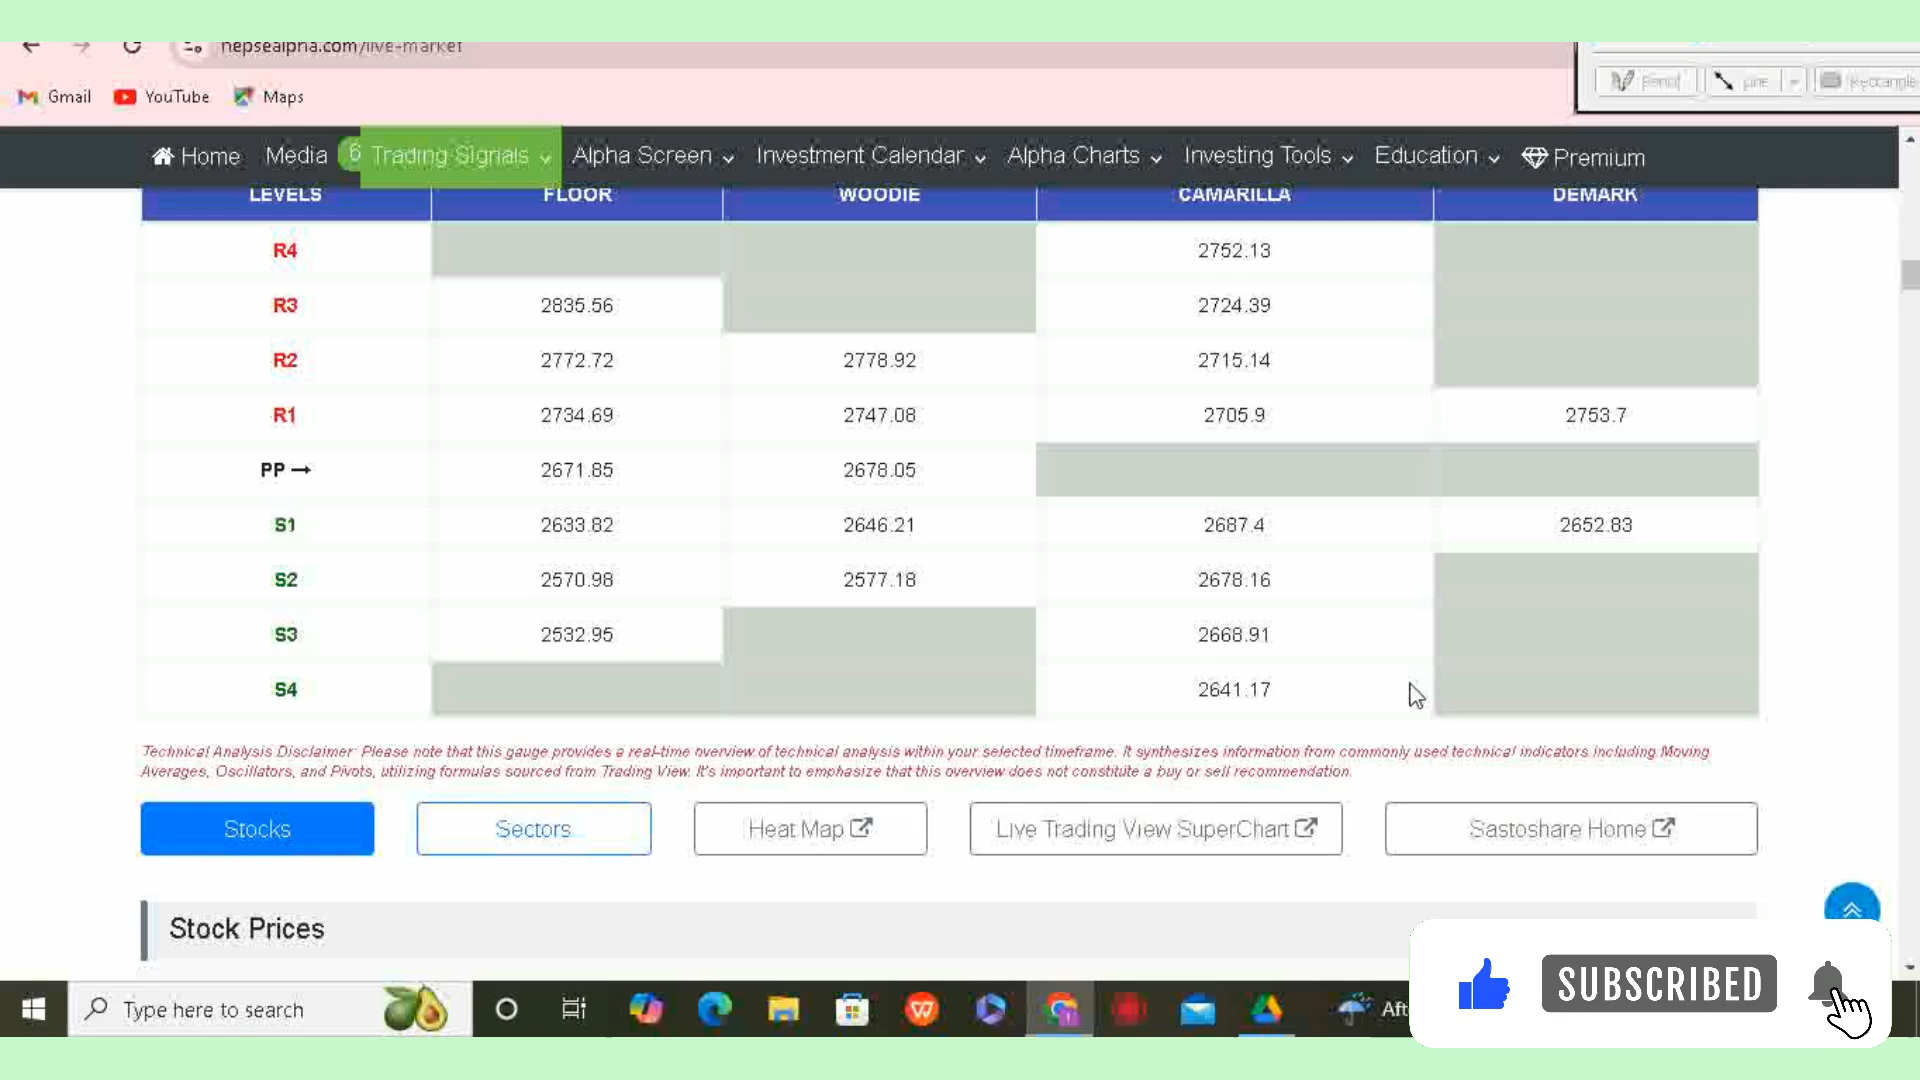 nepsealpha.com/live-market
Pencil Line Rectangle
Gmail YouTube Maps
Home Media 6 Trading Signals Alpha Screen Investment Calendar Alpha Charts Investing Tools Education Premium
LEVELS FLOOR WOODIE CAMARILLA DEMARK
R4 2752.13
R3 2835.56 2724.39
R2 2772.72 2778.92 2715.14
R1 2734.69 2747.08 2705.9 2753.7
PP → 2671.85 2678.05
S1 2633.82 2646.21 2687.4 2652.83
S2 2570.98 2577.18 2678.16
S3 2532.95 2668.91
S4 2641.17
Technical Analysis Disclaimer: Please note that this gauge provides a real-time overview of technical analysis within your selected timeframe. It synthesizes information from commonly used technical indicators including Moving
Averages, Oscillators, and Pivots, utilizing formulas sourced from Trading View. It's important to emphasize that this overview does not constitute a buy or sell recommendation.
Stocks Sectors Heat Map Live Trading View SuperChart Sastoshare Home
Stock Prices
SUBSCRIBED
Type here to search Aft